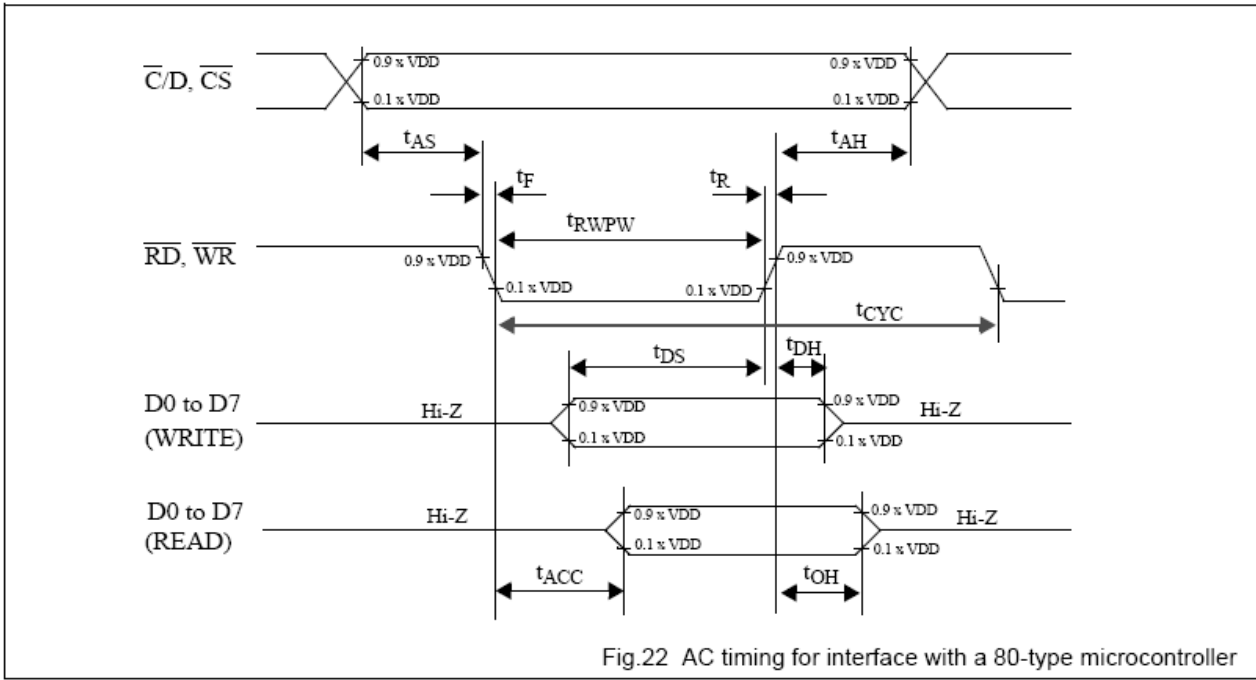 C̅/D, C̅S̅
0.9 x VDD
0.9 x VDD
0.1 x VDD
0.1 x VDD
tAS
tAH
tF
tR
tRWPW
R̅D̅, W̅R̅
0.9 x VDD
0.9 x VDD
0.1 x VDD
0.1 x VDD
tCYC
tDS
tDH
D0 to D7
(WRITE)
Hi-Z
0.9 x VDD
0.9 x VDD
Hi-Z
0.1 x VDD
0.1 x VDD
D0 to D7
(READ)
Hi-Z
0.9 x VDD
0.9 x VDD
Hi-Z
0.1 x VDD
0.1 x VDD
tACC
tOH
Fig.22 AC timing for interface with a 80-type microcontroller